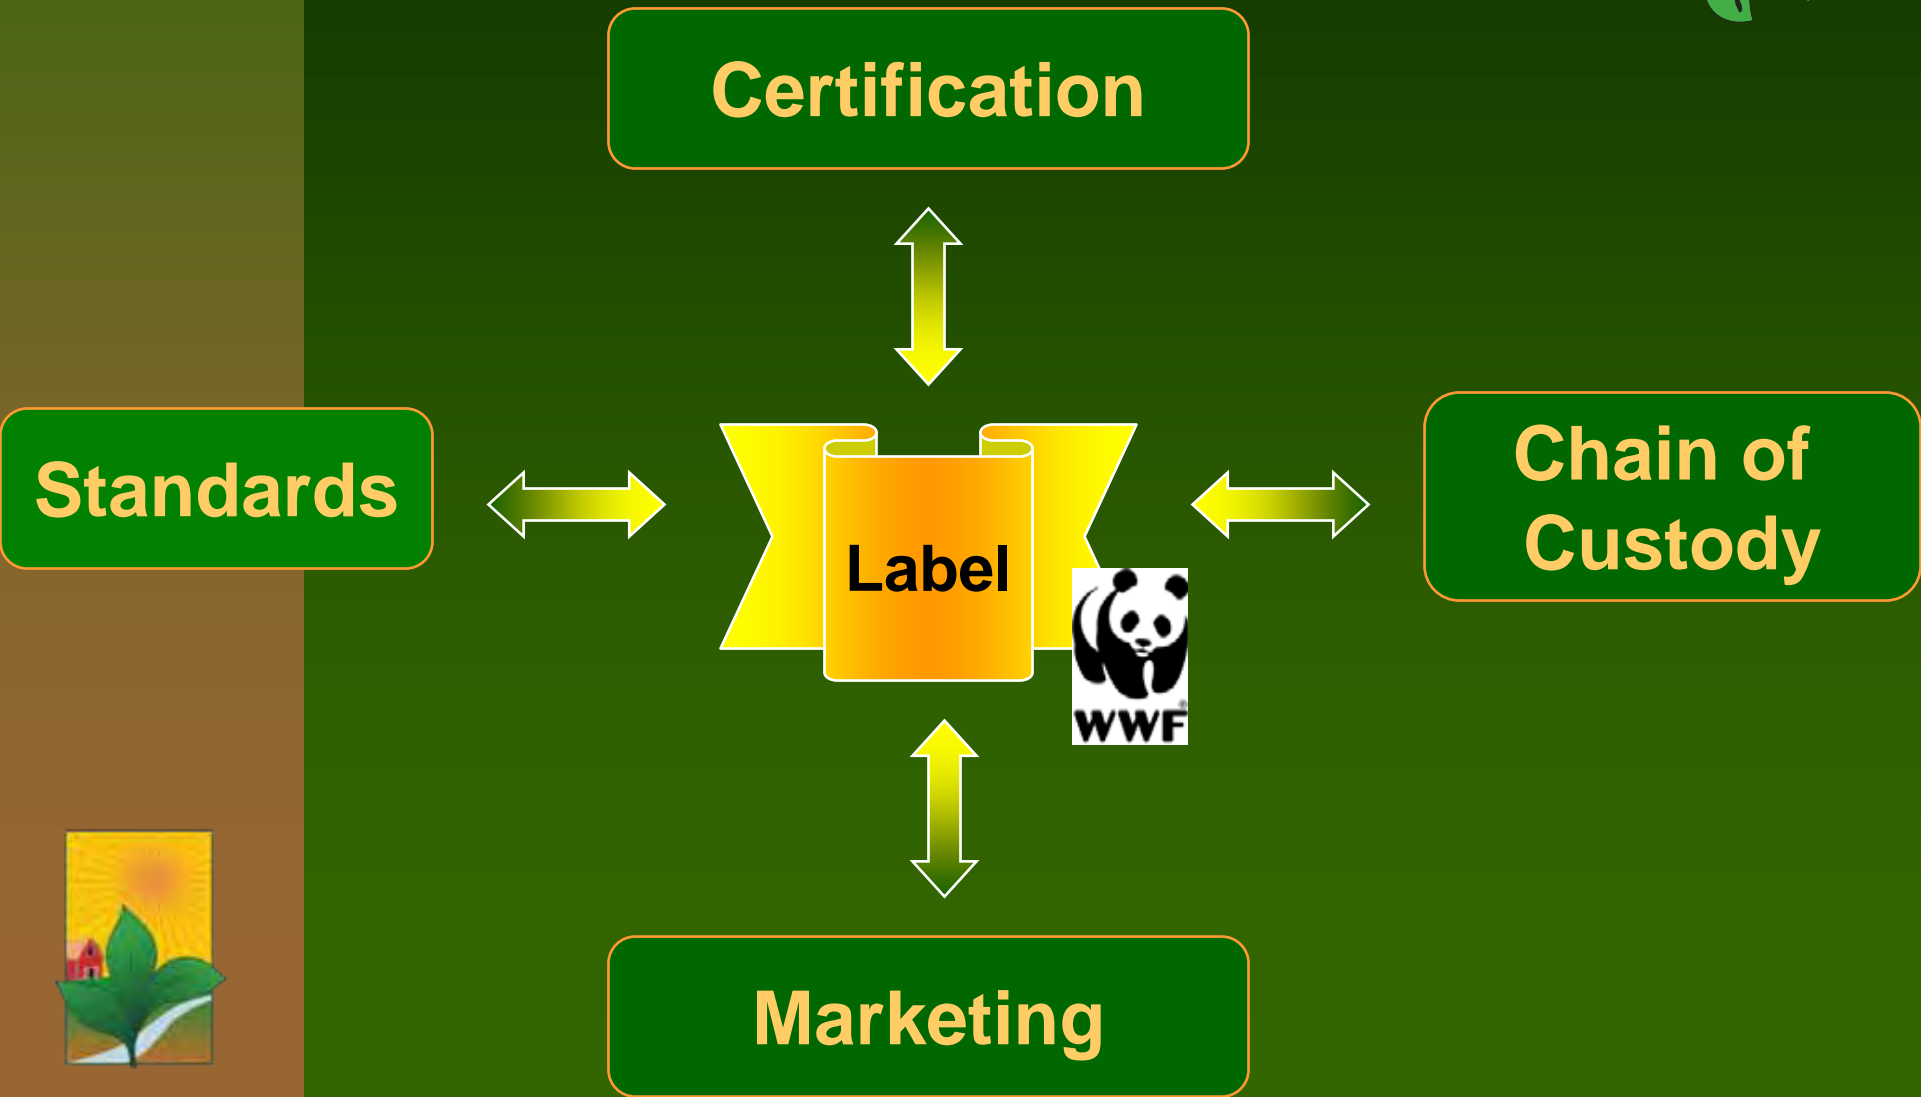 Certification
Standards
Chain of
Custody
Label
WWF
Marketing